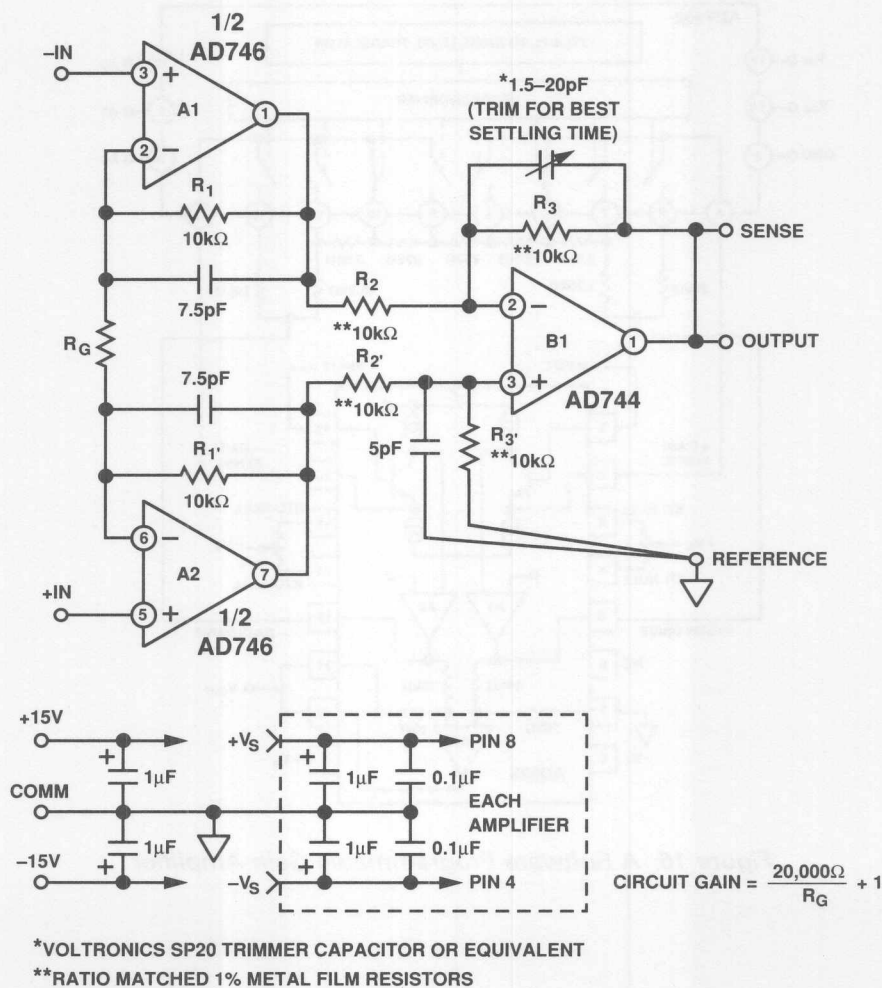 1/2
AD746
–IN
3
+
A1
1
2
–
R1
10kΩ
7.5pF
RG
7.5pF
R1'
10kΩ
6
–
A2
7
+IN
5
+
1/2
AD746
*1.5–20pF
(TRIM FOR BEST
SETTLING TIME)
R3
**10kΩ
SENSE
R2
**10kΩ
2
–
B1
1
OUTPUT
R2'
**10kΩ
3
+
AD744
5pF
R3'
**10kΩ
REFERENCE
+15V
+
1µF
COMM
1µF
+
–15V
+VS
PIN 8
+
1µF
0.1µF
EACH
AMPLIFIER
1µF
0.1µF
+
–VS
PIN 4
CIRCUIT GAIN = 20,000Ω / RG + 1
*VOLTRONICS SP20 TRIMMER CAPACITOR OR EQUIVALENT
**RATIO MATCHED 1% METAL FILM RESISTORS